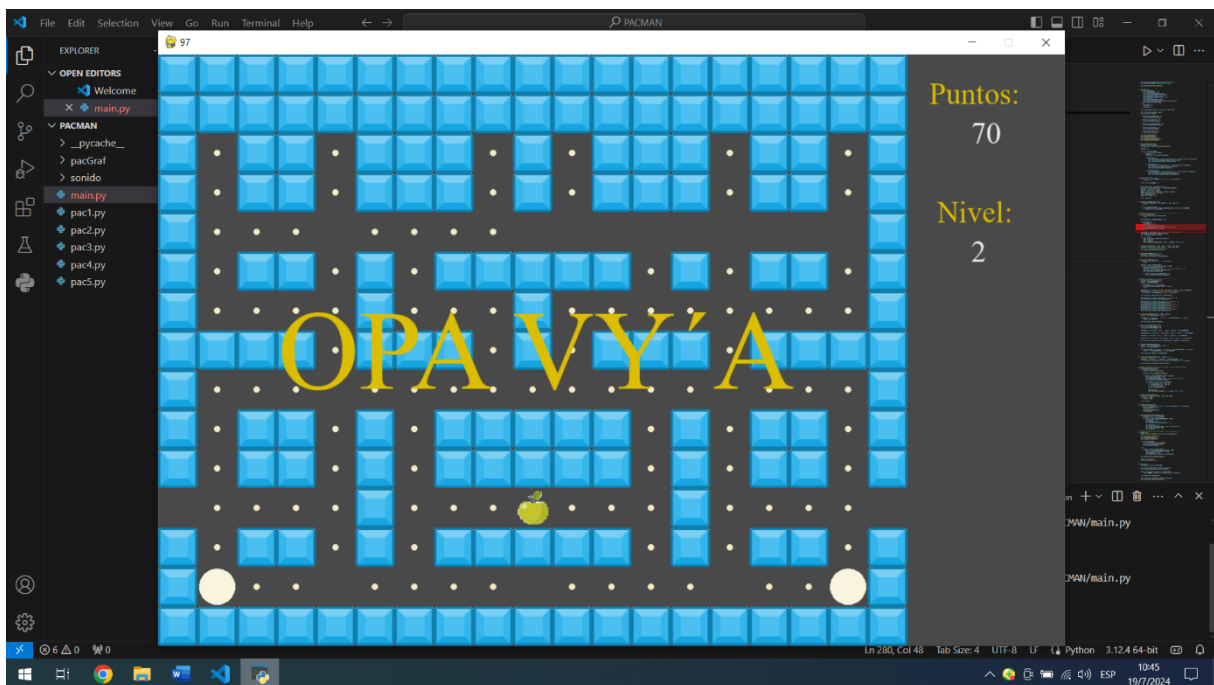 File Edit Selection View Go Run Terminal Help
PACMAN
97
EXPLORER
OPEN EDITORS
Welcome
main.py
PACMAN
__pycache__
pacGraf
sonido
main.py
pac1.py
pac2.py
pac3.py
pac4.py
pac5.py
Puntos:
70
Nivel:
2
OPA VY´ A
CMAN/main.py
CMAN/main.py
6 0 0
Ln 280, Col 48 Tab Size: 4 UTF-8 LF Python 3.12.4 64-bit
ESP
10:45
19/7/2024